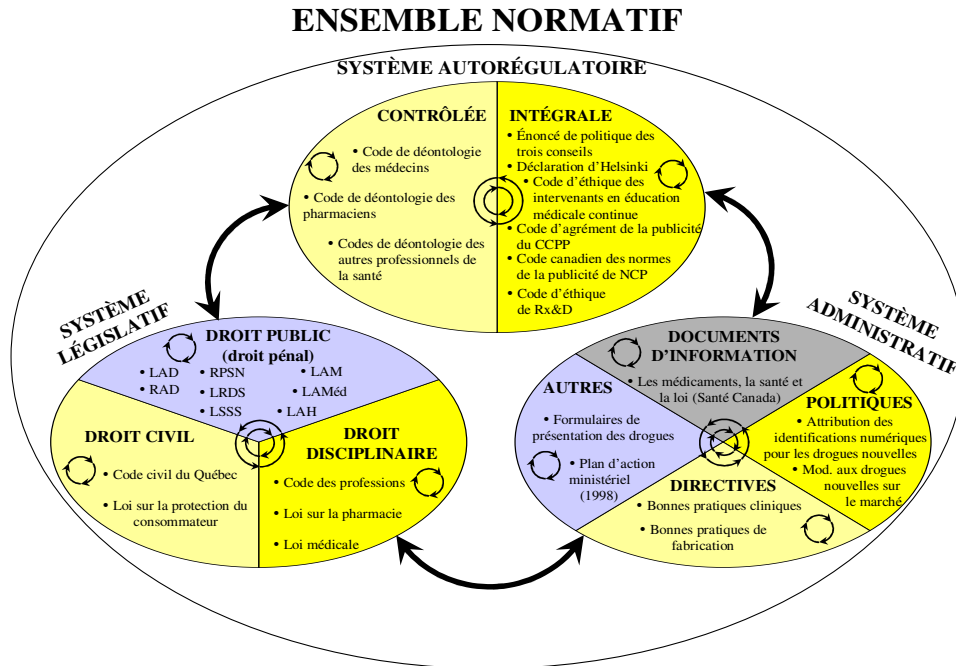 ENSEMBLE NORMATIF
SYSTÈME AUTORÉGULATOIRE
CONTRÔLÉE
• Code de déontologie
des médecins
• Code de déontologie des
pharmaciens
• Codes de déontologie des
autres professionnels de
la santé
INTÉGRALE
• Énoncé de politique des
trois conseils
• Déclaration d’Helsinki
• Code d’éthique des
intervenants en éducation
médicale continue
• Code d’agrément de la publicité
du CCPP
• Code canadien des normes
de la publicité de NCP
• Code d’éthique
de Rx&D
SYSTÈME
LÉGISLATIF
DROIT PUBLIC
(droit pénal)
• LAD
• RAD
• RPSN
• LRDS
• LSSS
• LAM
• LAMéd
• LAH
DROIT CIVIL
• Code civil du Québec
• Loi sur la protection du
consommateur
DROIT
DISCIPLINAIRE
• Code des professions
• Loi sur la pharmacie
• Loi médicale
SYSTÈME
ADMINISTRATIF
DOCUMENTS
D’INFORMATION
• Les médicaments, la santé et
la loi (Santé Canada)
AUTRES
• Formulaires de
présentation des drogues
• Plan d’action
ministériel
(1998)
POLITIQUES
• Attribution des
identifications numériques
pour les drogues nouvelles
• Mod. aux drogues
nouvelles sur
le marché
DIRECTIVES
• Bonnes pratiques cliniques
• Bonnes pratiques de
fabrication